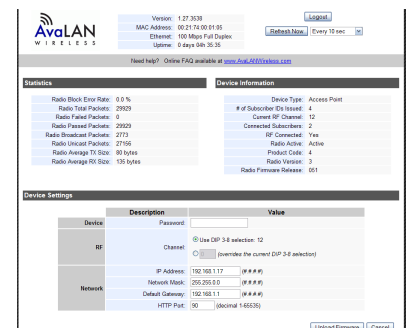 AvaLAN
WIRELESS
Version: 1.27.3538
MAC Address: 00:21:74:00:01:05
Ethernet: 100 Mbps Full Duplex
Uptime: 0 days 04h 35:35
Logout
Refresh Now Every 10 sec
Need help? Online FAQ available at www.AvaLANWireless.com
Statistics
Radio Block Error Rate: 0.0 %
Radio Total Packets: 29929
Radio Failed Packets: 0
Radio Passed Packets: 29929
Radio Broadcast Packets: 2773
Radio Unicast Packets: 27156
Radio Average TX Size: 80 bytes
Radio Average RX Size: 135 bytes
Device Information
Device Type: Access Point
# of Subscriber IDs Issued: 4
Current RF Channel: 12
Connected Subscribers: 2
RF Connected: Yes
Radio Active: Active
Product Code: 4
Radio Version: 3
Radio Firmware Release: 051
Device Settings
Description Value
Device Password:
RF Channel: Use DIP 3-8 selection: 12
0 (overrides the current DIP 3-8 selection)
Network
IP Address: 192.168.1.17 (#.#.#.#)
Network Mask: 255.255.0.0 (#.#.#.#)
Default Gateway: 192.168.1.1 (#.#.#.#)
HTTP Port: 90 (decimal 1-65535)
Upload Firmware Cancel